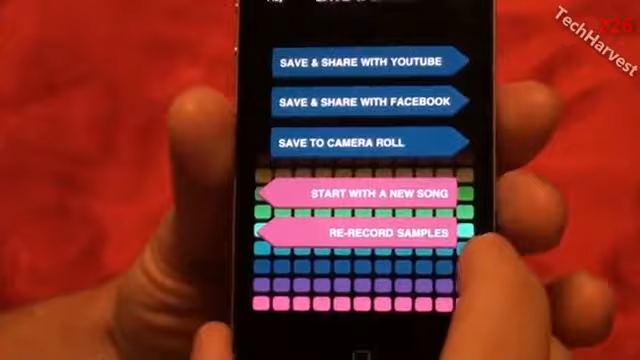 TechHarvest
SAVE & SHARE WITH YOUTUBE
SAVE & SHARE WITH FACEBOOK
SAVE TO CAMERA ROLL
START WITH A NEW SONG
RE-RECORD SAMPLES